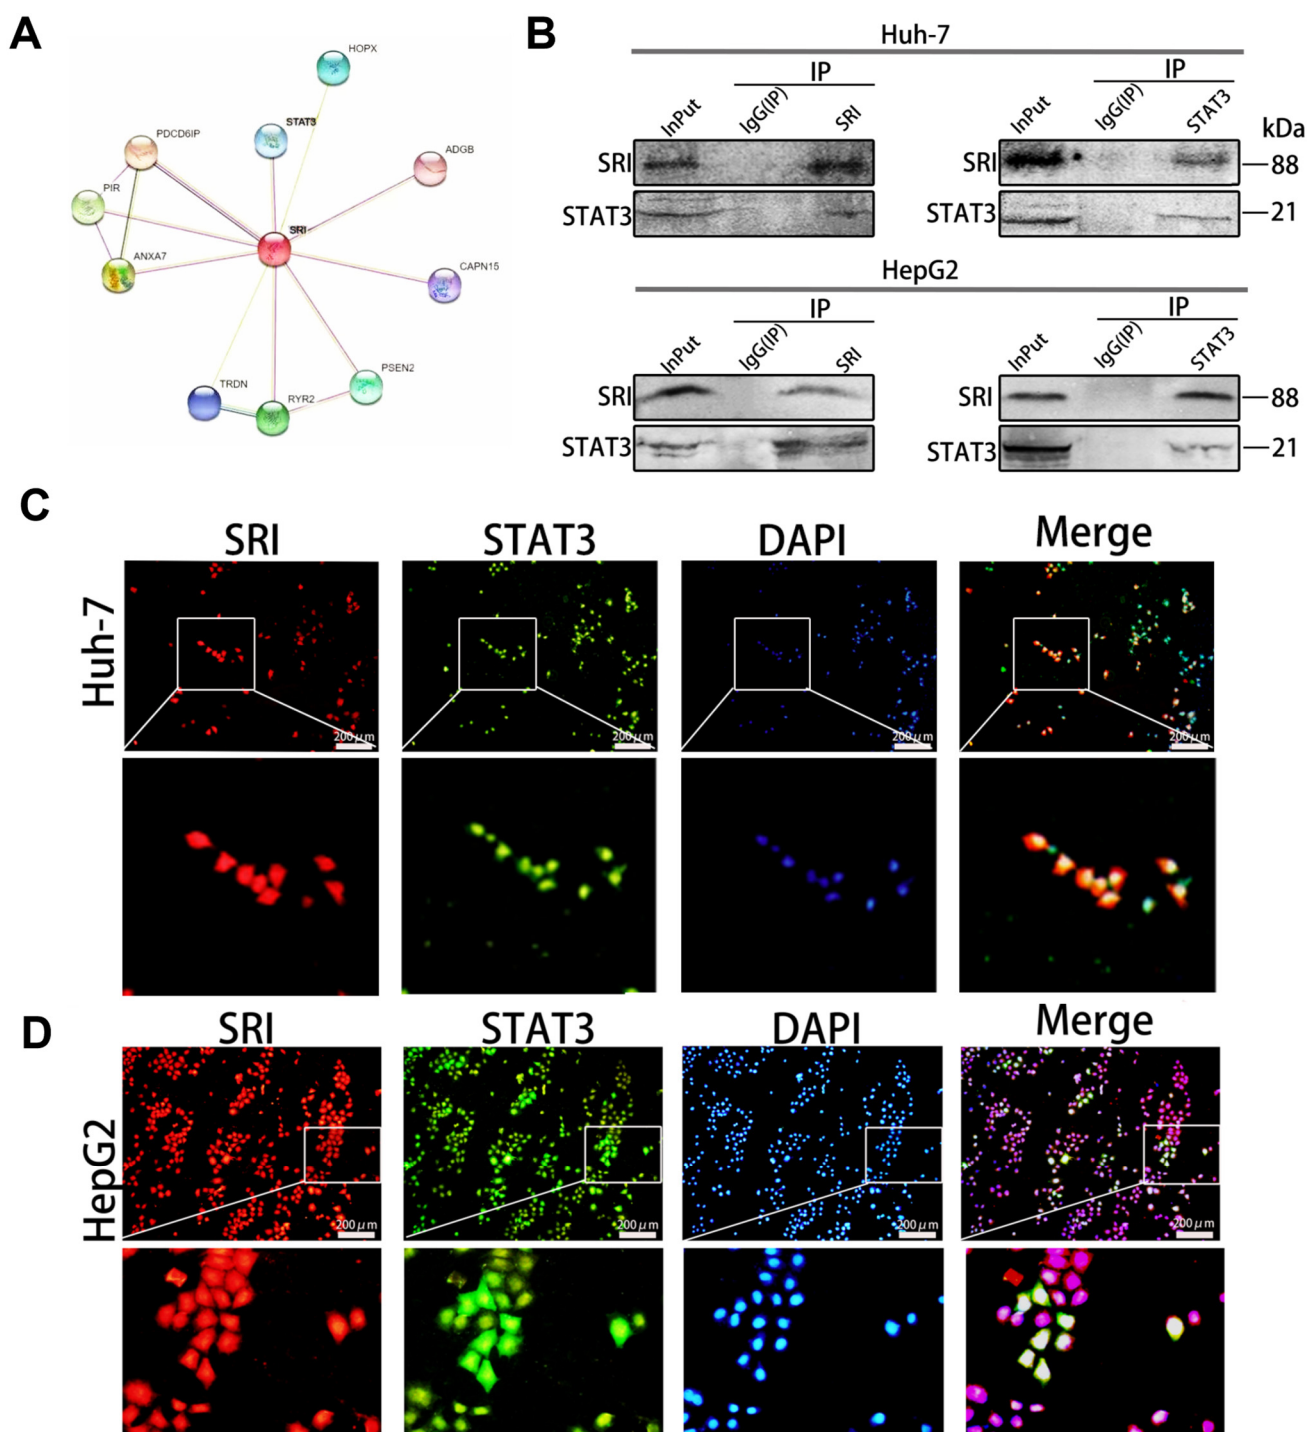 A
HOPX
STAT3
PDCD6IP
ADGB
PIR
SRI
ANXA7
CAPN15
TRDN
RYR2
PSEN2
B
Huh-7
IP
IP
InPut
IgG(IP)
SRI
InPut
IgG(IP)
STAT3
kDa
SRI
SRI
88
STAT3
STAT3
21
HepG2
IP
IP
InPut
IgG(IP)
SRI
InPut
IgG(IP)
STAT3
SRI
SRI
88
STAT3
STAT3
21
C
SRI
STAT3
DAPI
Merge
Huh-7
200μm
200μm
200μm
200μm
D
SRI
STAT3
DAPI
Merge
HepG2
200μm
200μm
200μm
200μm